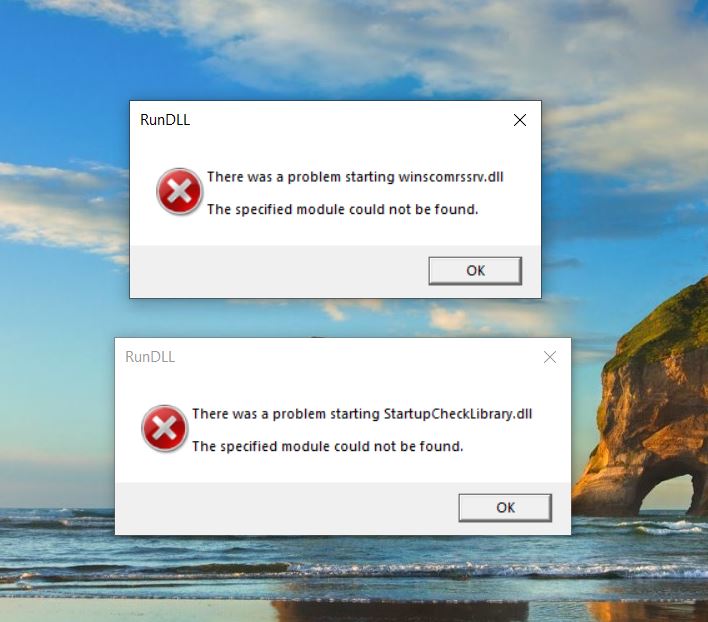 RunDLL
There was a problem starting winscomrssrv.dll
The specified module could not be found.
OK
RunDLL
There was a problem starting StartupCheckLibrary.dll
The specified module could not be found.
OK